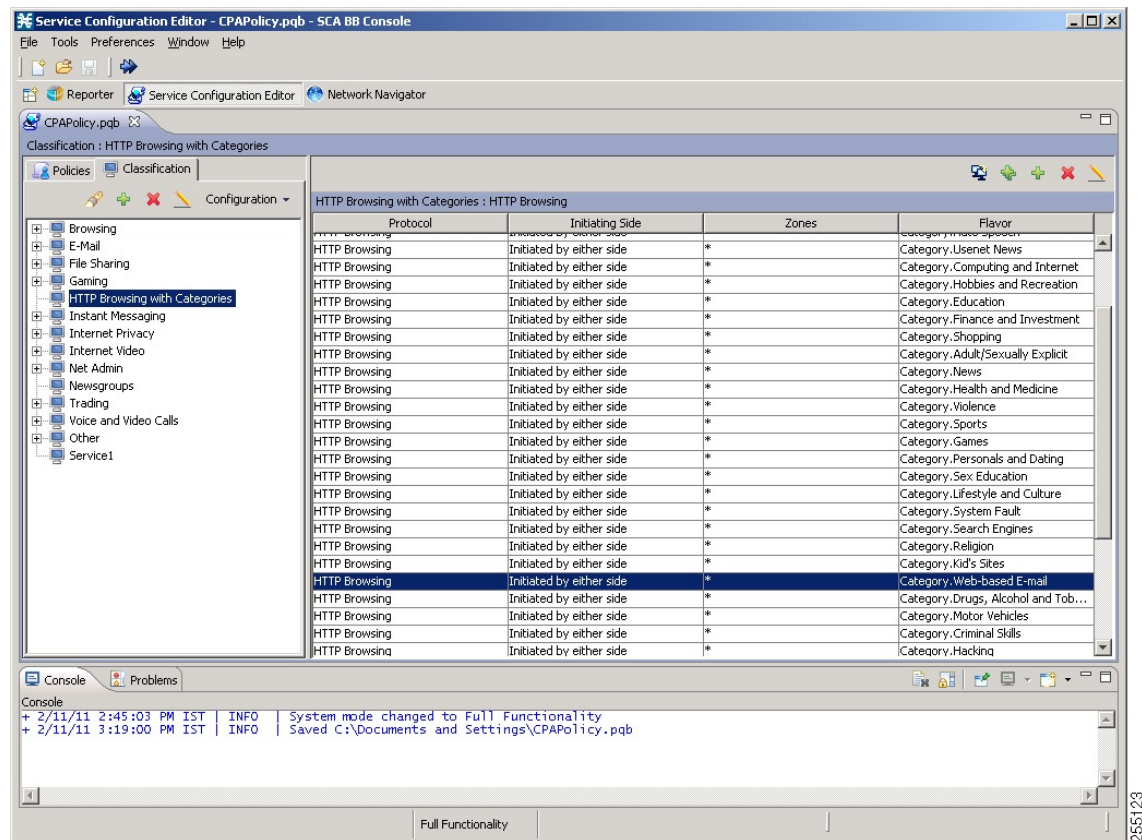 Service Configuration Editor - CPAPolicy.pqb - SCA BB Console
File Tools Preferences Window Help
Reporter Service Configuration Editor Network Navigator
CPAPolicy.pqb
Classification : HTTP Browsing with Categories
Policies Classification
Configuration
Browsing
E-Mail
File Sharing
Gaming
HTTP Browsing with Categories
Instant Messaging
Internet Privacy
Internet Video
Net Admin
Newsgroups
Trading
Voice and Video Calls
Other
Service1
HTTP Browsing with Categories : HTTP Browsing
Protocol Initiating Side Zones Flavor
HTTP Browsing Initiated by either side * Category.Usenet News
HTTP Browsing Initiated by either side * Category.Computing and Internet
HTTP Browsing Initiated by either side * Category.Hobbies and Recreation
HTTP Browsing Initiated by either side * Category.Education
HTTP Browsing Initiated by either side * Category.Finance and Investment
HTTP Browsing Initiated by either side * Category.Shopping
HTTP Browsing Initiated by either side * Category.Adult/Sexually Explicit
HTTP Browsing Initiated by either side * Category.News
HTTP Browsing Initiated by either side * Category.Health and Medicine
HTTP Browsing Initiated by either side * Category.Violence
HTTP Browsing Initiated by either side * Category.Sports
HTTP Browsing Initiated by either side * Category.Games
HTTP Browsing Initiated by either side * Category.Personals and Dating
HTTP Browsing Initiated by either side * Category.Sex Education
HTTP Browsing Initiated by either side * Category.Lifestyle and Culture
HTTP Browsing Initiated by either side * Category.System Fault
HTTP Browsing Initiated by either side * Category.Search Engines
HTTP Browsing Initiated by either side * Category.Religion
HTTP Browsing Initiated by either side * Category.Kid's Sites
HTTP Browsing Initiated by either side * Category.Web-based E-mail
HTTP Browsing Initiated by either side * Category.Drugs, Alcohol and Tob...
HTTP Browsing Initiated by either side * Category.Motor Vehicles
HTTP Browsing Initiated by either side * Category.Criminal Skills
HTTP Browsing Initiated by either side * Category.Hacking
Console Problems
Console
+ 2/11/11 2:45:03 PM IST | INFO | System mode changed to Full Functionality
+ 2/11/11 3:19:00 PM IST | INFO | Saved C:\Documents and Settings\CPAPolicy.pqb
Full Functionality
255123